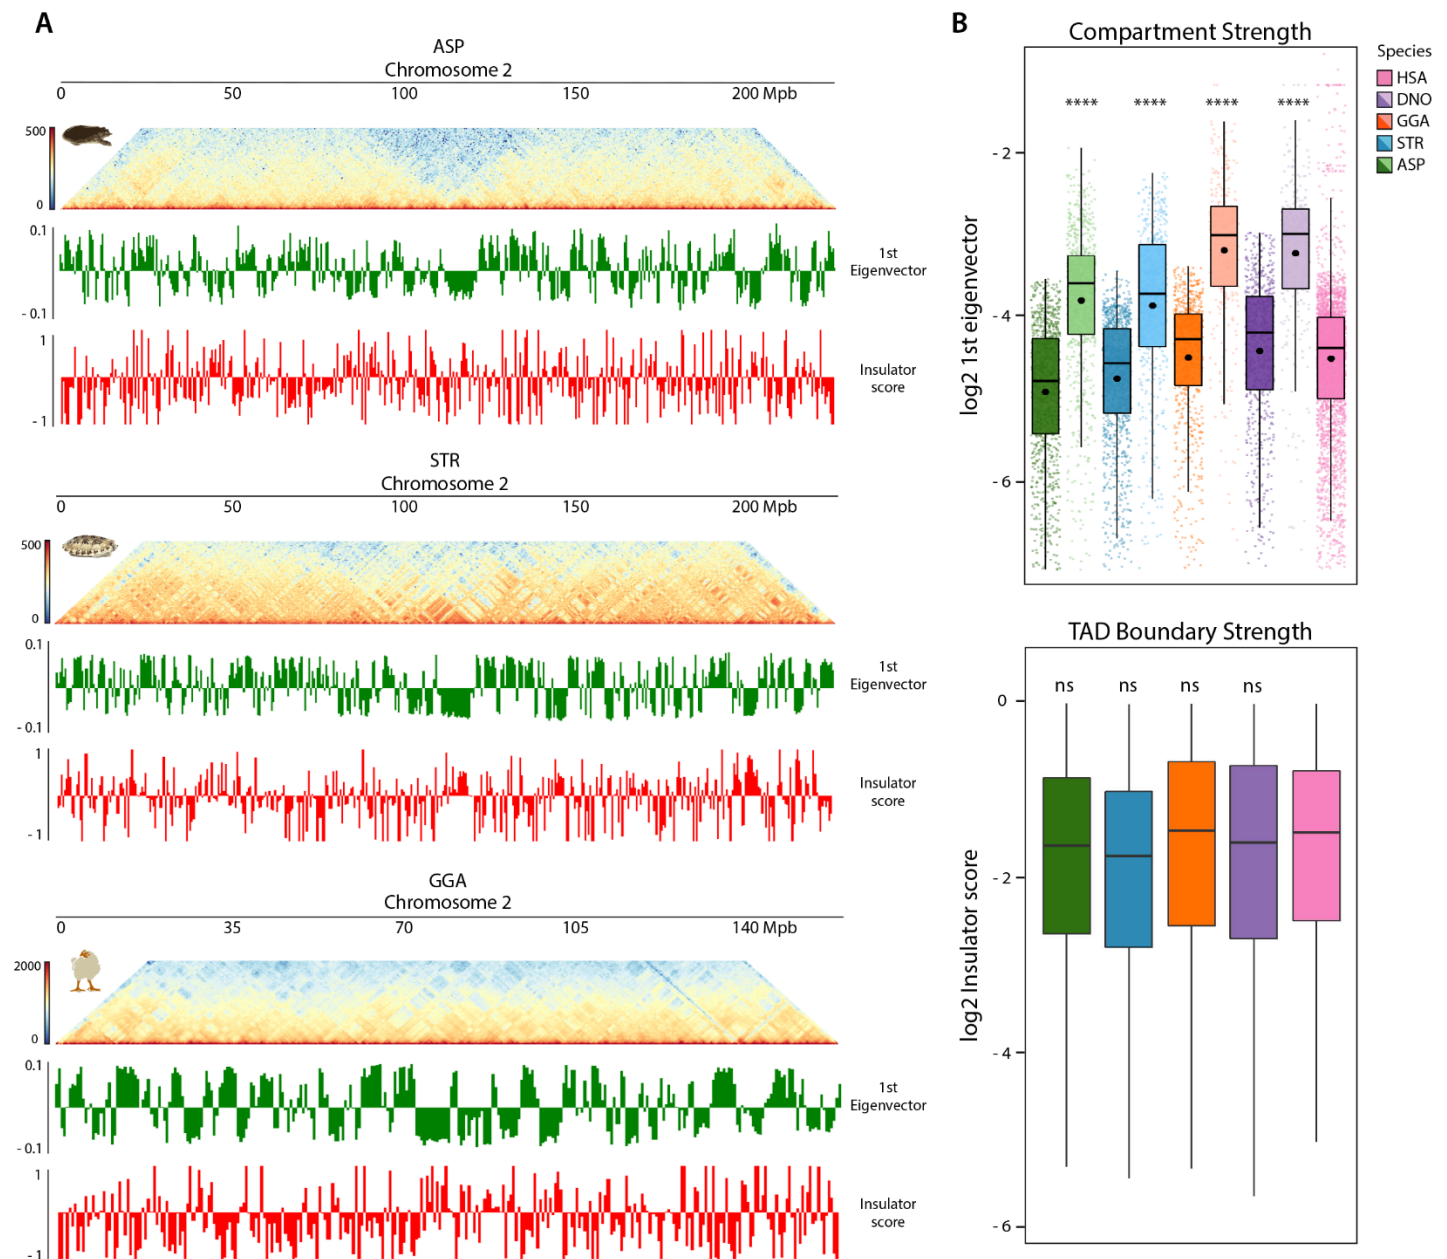 A
ASP
Chromosome 2
0 50 100 150 200 Mpb
500
0
0.1
- 0.1
1st
Eigenvector
1
- 1
Insulator
score
STR
Chromosome 2
0 50 100 150 200 Mpb
500
0
0.1
- 0.1
1st
Eigenvector
1
- 1
Insulator
score
GGA
Chromosome 2
0 35 70 105 140 Mpb
2000
0
0.1
- 0.1
1st
Eigenvector
1
- 1
Insulator
score
B
Compartment Strength
**** **** **** ****
- 2
- 4
- 6
log2 1st eigenvector
Species
HSA
DNO
GGA
STR
ASP
TAD Boundary Strength
ns ns ns ns
0
- 2
- 4
- 6
log2 Insulator score